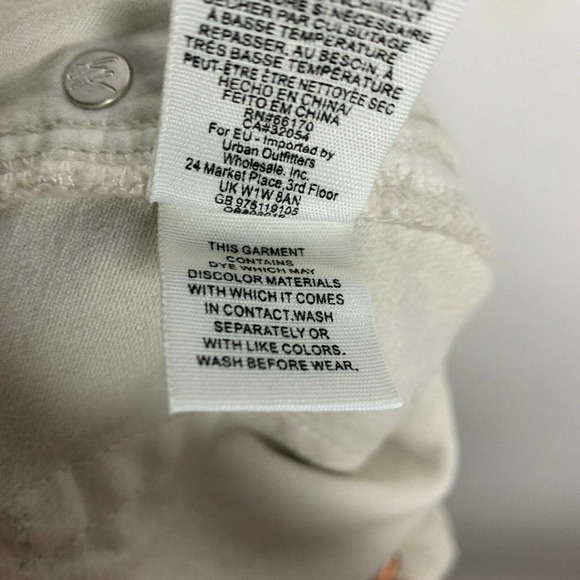 SÉCHER PAR CULBUTAGE
À BASSE TEMPÉRATURE
REPASSER, AU BESOIN, À
TRÈS BASSE TEMPÉRATURE
PEUT-ÊTRE ÊTRE NETTOYÉE SEC
HECHO EN CHINA/
FEITO EM CHINA
RN#66170
CA#32054
For EU - Imported by
Urban Outfitters
Wholesale, Inc.
24 Market Place, 3rd Floor
UK W1W 8AN
GB 975119105
THIS GARMENT
CONTAINS
DYE WHICH MAY
DISCOLOR MATERIALS
WITH WHICH IT COMES
IN CONTACT.WASH
SEPARATELY OR
WITH LIKE COLORS.
WASH BEFORE WEAR.